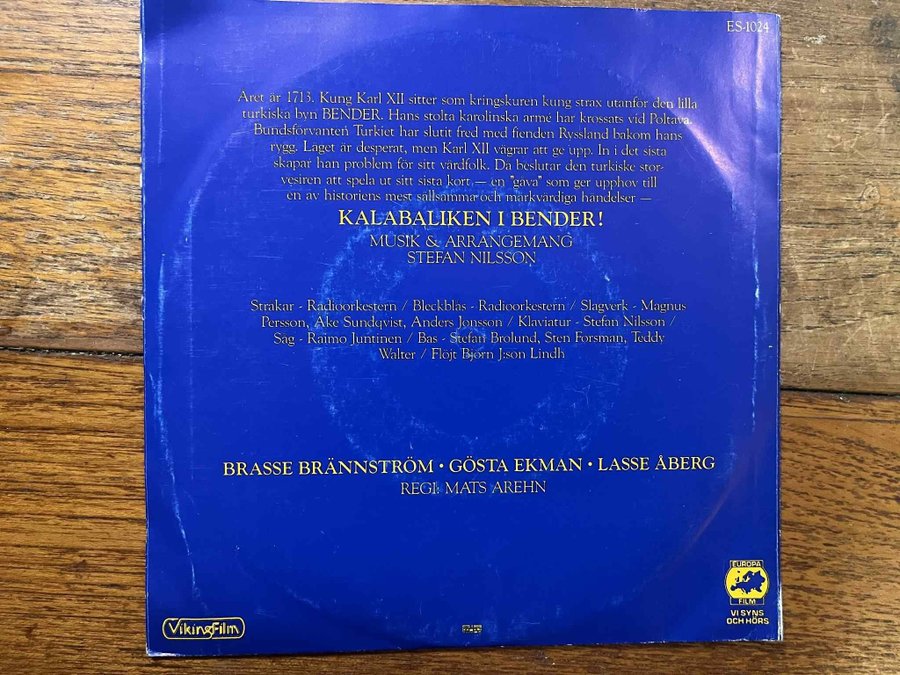 ES-1024
Året är 1713. Kung Karl XII sitter som kringskuren kung strax utanför den lilla
turkiska byn BENDER. Hans stolta karolinska armé har krossats vid Poltava.
Bundsförvanten Turkiet har slutit fred med fienden Ryssland bakom hans
rygg. Läget är desperat, men Karl XII vägrar att ge upp. In i det sista
skapar han problem för sitt värdfolk. Då beslutar den turkiske stor-
vesiren att spela ut sitt sista kort — en "gåva" som ger upphov till
en av historiens mest sällsamma och märkvärdiga händelser —
KALABALIKEN I BENDER!
MUSIK & ARRANGEMANG
STEFAN NILSSON
Stråkar - Radioorkestern / Bleckblås - Radioorkestern / Slagverk - Magnus
Persson, Åke Sundqvist, Anders Jonsson / Klaviatur - Stefan Nilsson /
Såg - Raimo Juntinen / Bas - Stefan Brolund, Sten Forsman, Teddy
Walter / Flöjt Björn J:son Lindh
BRASSE BRÄNNSTRÖM • GÖSTA EKMAN • LASSE ÅBERG
REGI: MATS AREHN
VikingFilm
EUROPA
FILM
VI SYNS
OCH HÖRS